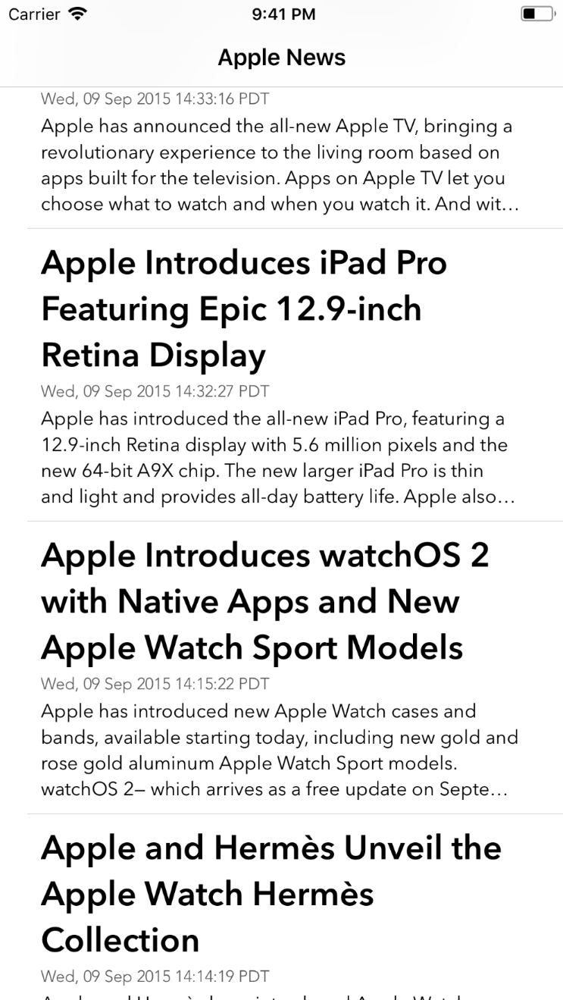 Carrier 9:41 PM
Apple News
Wed, 09 Sep 2015 14:33:16 PDT
Apple has announced the all-new Apple TV, bringing a
revolutionary experience to the living room based on
apps built for the television. Apps on Apple TV let you
choose what to watch and when you watch it. And wit…
Apple Introduces iPad Pro
Featuring Epic 12.9-inch
Retina Display
Wed, 09 Sep 2015 14:32:27 PDT
Apple has introduced the all-new iPad Pro, featuring a
12.9-inch Retina display with 5.6 million pixels and the
new 64-bit A9X chip. The new larger iPad Pro is thin
and light and provides all-day battery life. Apple also…
Apple Introduces watchOS 2
with Native Apps and New
Apple Watch Sport Models
Wed, 09 Sep 2015 14:15:22 PDT
Apple has introduced new Apple Watch cases and
bands, available starting today, including new gold and
rose gold aluminum Apple Watch Sport models.
watchOS 2— which arrives as a free update on Septe…
Apple and Hermès Unveil the
Apple Watch Hermès
Collection
Wed, 09 Sep 2015 14:14:19 PDT